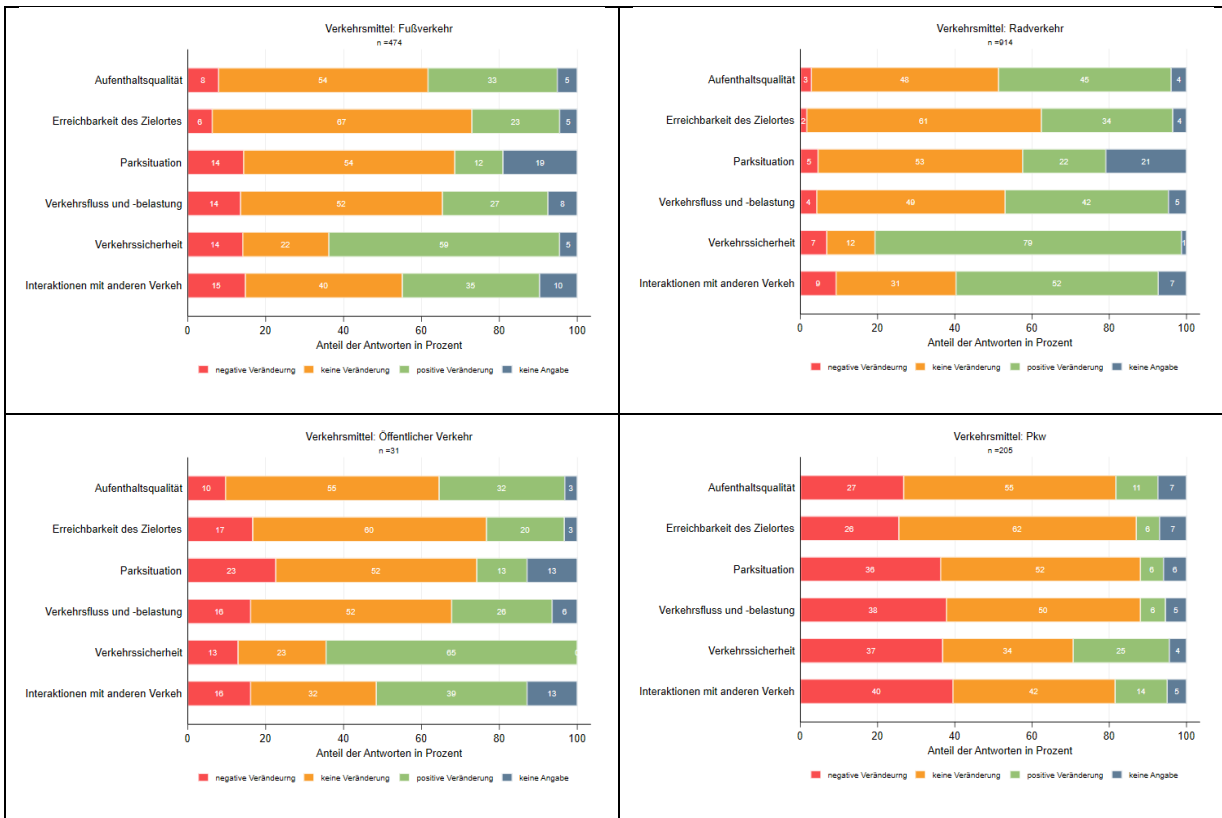 Verkehrsmittel: Fußverkehr
n =474
Aufenthaltsqualität 8 54 33 5
Erreichbarkeit des Zielortes 6 67 23 5
Parksituation 14 54 12 19
Verkehrsfluss und -belastung 14 52 27 8
Verkehrssicherheit 14 22 59 5
Interaktionen mit anderen Verkeh 15 40 35 10
0 20 40 60 80 100
Anteil der Antworten in Prozent
negative Verändeurng keine Veränderung positive Veränderung keine Angabe
Verkehrsmittel: Radverkehr
n =914
Aufenthaltsqualität 3 48 45 4
Erreichbarkeit des Zielortes 2 61 34 4
Parksituation 5 53 22 21
Verkehrsfluss und -belastung 4 49 42 5
Verkehrssicherheit 7 12 79 1
Interaktionen mit anderen Verkeh 9 31 52 7
0 20 40 60 80 100
Anteil der Antworten in Prozent
negative Verändeurng keine Veränderung positive Veränderung keine Angabe
Verkehrsmittel: Öffentlicher Verkehr
n =31
Aufenthaltsqualität 10 55 32 3
Erreichbarkeit des Zielortes 17 60 20 3
Parksituation 23 52 13 13
Verkehrsfluss und -belastung 16 52 26 6
Verkehrssicherheit 13 23 65
Interaktionen mit anderen Verkeh 16 32 39 13
0 20 40 60 80 100
Anteil der Antworten in Prozent
negative Verändeurng keine Veränderung positive Veränderung keine Angabe
Verkehrsmittel: Pkw
n =205
Aufenthaltsqualität 27 55 11 7
Erreichbarkeit des Zielortes 26 62 6 7
Parksituation 36 52 6 6
Verkehrsfluss und -belastung 38 50 6 5
Verkehrssicherheit 37 34 25 4
Interaktionen mit anderen Verkeh 40 42 14 5
0 20 40 60 80 100
Anteil der Antworten in Prozent
negative Verändeurng keine Veränderung positive Veränderung keine Angabe